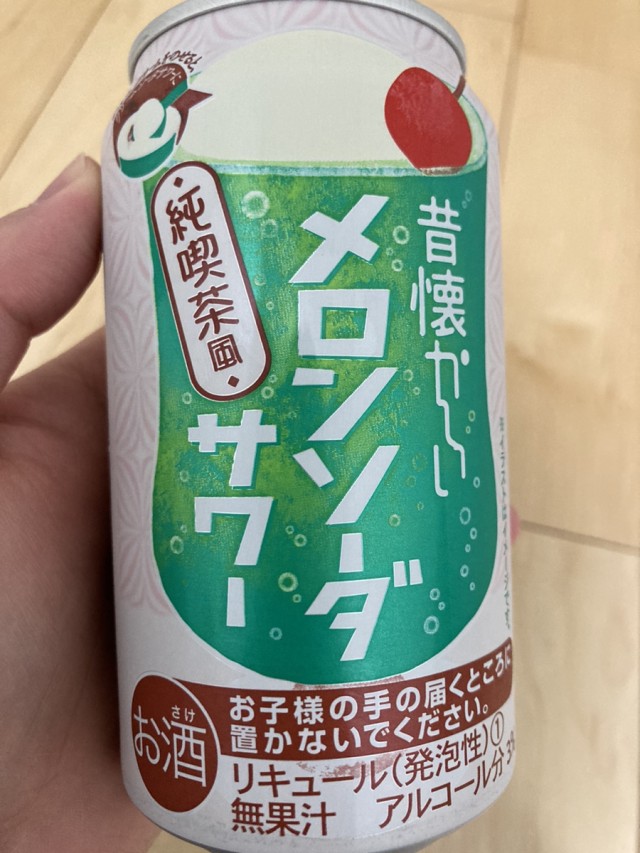 昔懐かしい
メロンソーダ
サワー
純喫茶風
お酒
さけ
お子様の手の届くところに
置かないでください。
リキュール(発泡性)①
無果汁 アルコール分3%